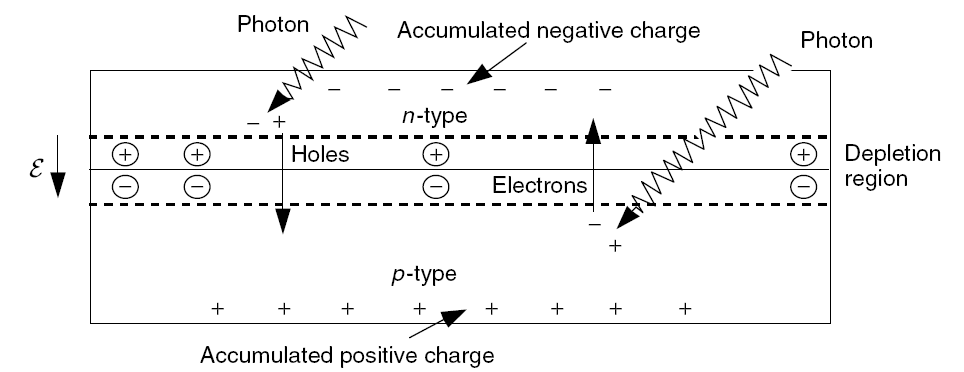 Photon
Accumulated negative charge
Photon
− − − − − −
n-type
− +
+ + + +
Holes
Depletion
region
ℰ
− − − −
Electrons
−
+
p-type
+ + + + + + + +
Accumulated positive charge